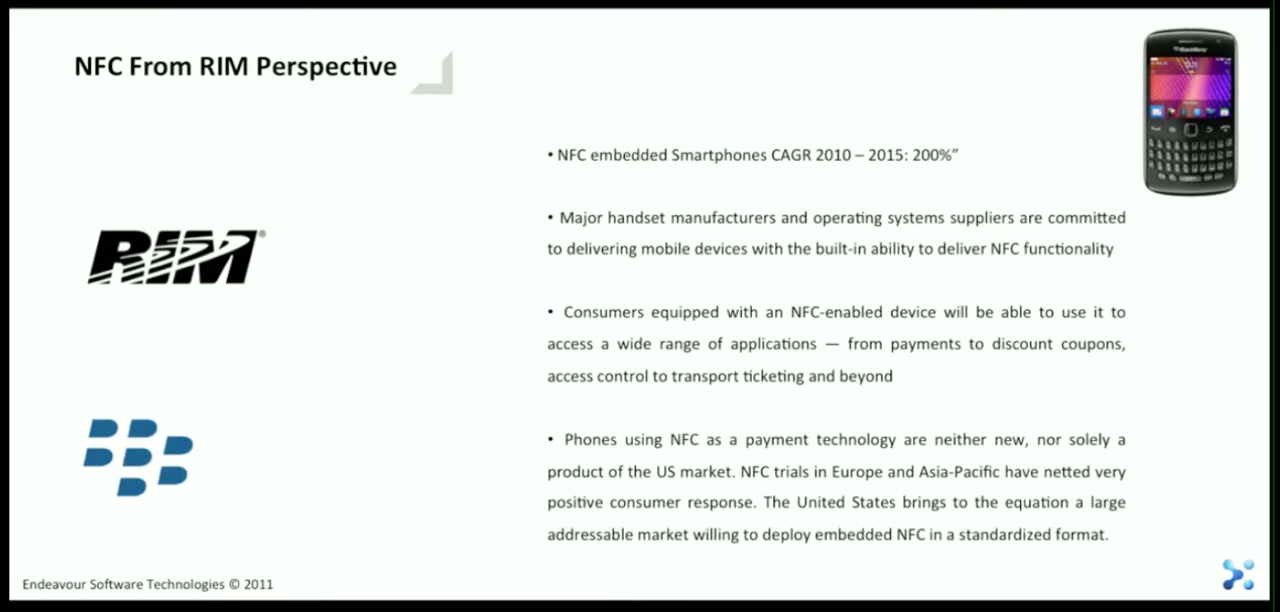 NFC From RIM Perspective
BlackBerry
• NFC embedded Smartphones CAGR 2010 – 2015: 200%”
• Major handset manufacturers and operating systems suppliers are committed
to delivering mobile devices with the built-in ability to deliver NFC functionality
RIM®
• Consumers equipped with an NFC-enabled device will be able to use it to
access a wide range of applications — from payments to discount coupons,
access control to transport ticketing and beyond
• Phones using NFC as a payment technology are neither new, nor solely a
product of the US market. NFC trials in Europe and Asia-Pacific have netted very
positive consumer response. The United States brings to the equation a large
addressable market willing to deploy embedded NFC in a standardized format.
Endeavour Software Technologies © 2011